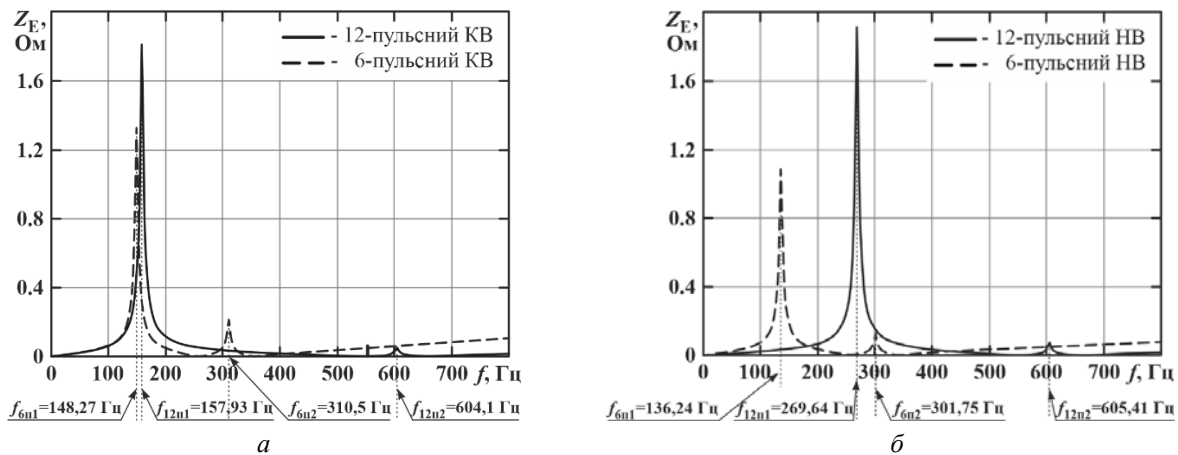 Z_E,
Ом
1.6
1.2
0.8
0.4
0
- 12-пульсний КВ
- 6-пульсний КВ
0 100 200 300 400 500 600 700 f, Гц
f_6п1=148,27 Гц f_12п1=157,93 Гц f_6п2=310,5 Гц f_12п2=604,1 Гц
а
Z_E,
Ом
1.6
1.2
0.8
0.4
0
- 12-пульсний НВ
- 6-пульсний НВ
0 100 200 300 400 500 600 700 f, Гц
f_6п1=136,24 Гц f_12п1=269,64 Гц f_6п2=301,75 Гц f_12п2=605,41 Гц
б